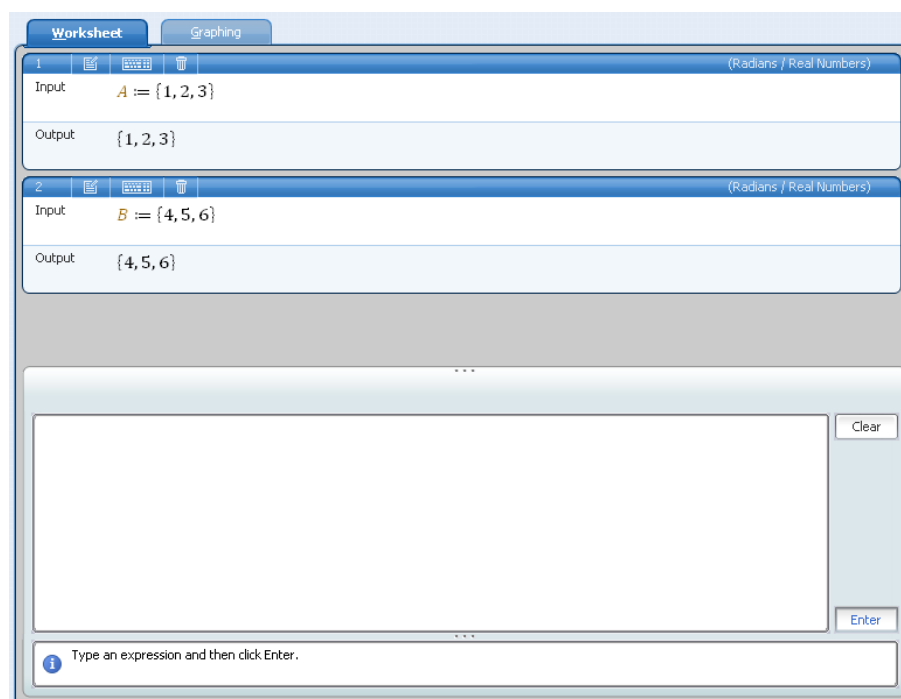 Worksheet Graphing
1 (Radians / Real Numbers)
Input A := {1, 2, 3}
Output {1, 2, 3}
2 (Radians / Real Numbers)
Input B := {4, 5, 6}
Output {4, 5, 6}
Clear
Enter
Type an expression and then click Enter.